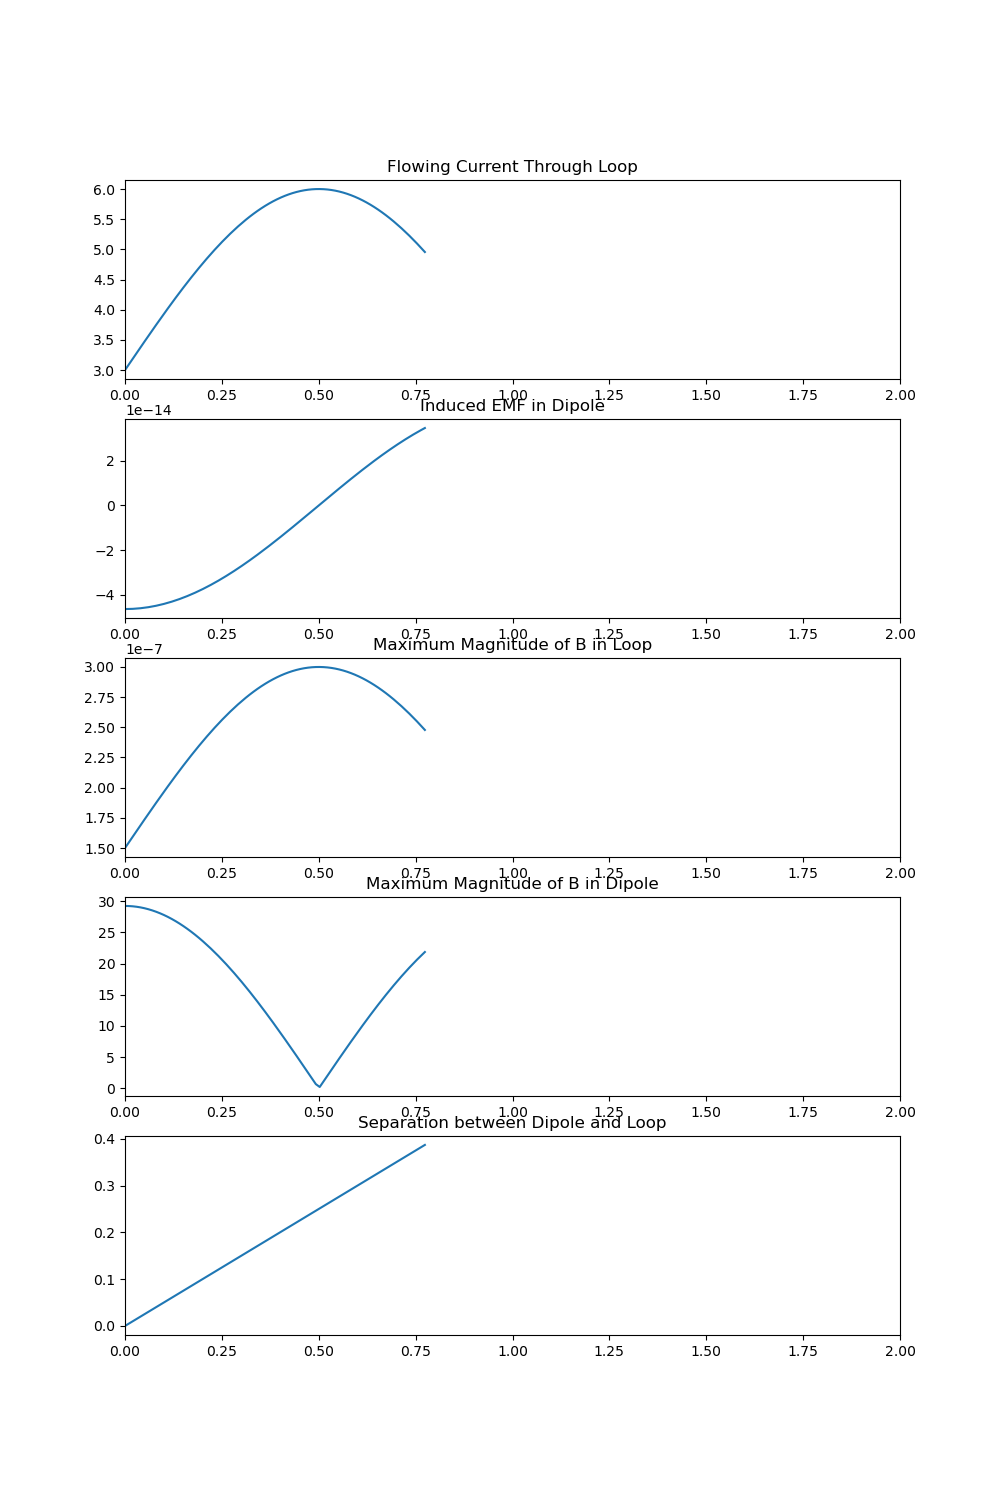 Flowing Current Through Loop
6.0
5.5
5.0
4.5
4.0
3.5
3.0
0.00 0.25 0.50 0.75 1.00 1.25 1.50 1.75 2.00
Induced EMF in Dipole
1e−14
2
0
−2
−4
0.00 0.25 0.50 0.75 1.00 1.25 1.50 1.75 2.00
Maximum Magnitude of B in Loop
1e−7
3.00
2.75
2.50
2.25
2.00
1.75
1.50
0.00 0.25 0.50 0.75 1.00 1.25 1.50 1.75 2.00
Maximum Magnitude of B in Dipole
30
25
20
15
10
5
0
0.00 0.25 0.50 0.75 1.00 1.25 1.50 1.75 2.00
Separation between Dipole and Loop
0.4
0.3
0.2
0.1
0.0
0.00 0.25 0.50 0.75 1.00 1.25 1.50 1.75 2.00